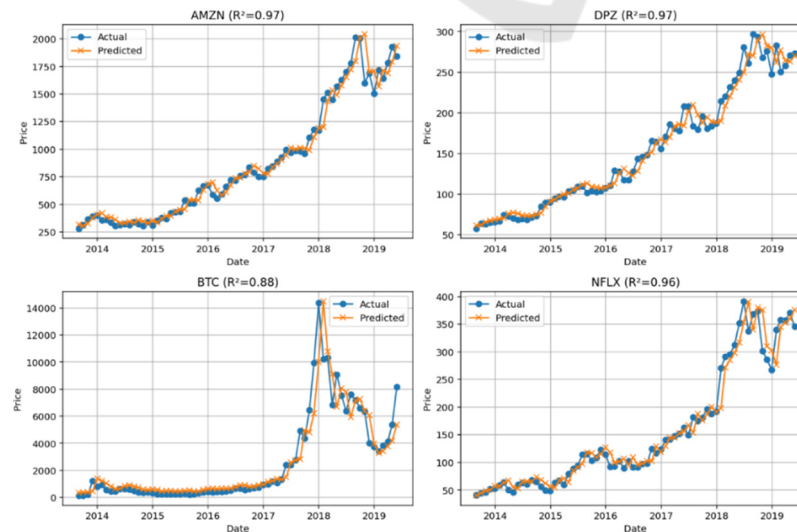 AMZN (R²=0.97)
Actual
Predicted
2000
1750
1500
1250
1000
750
500
250
Price
2014
2015
2016
2017
2018
2019
Date
DPZ (R²=0.97)
Actual
Predicted
300
250
200
150
100
50
Price
2014
2015
2016
2017
2018
2019
Date
BTC (R²=0.88)
Actual
Predicted
14000
12000
10000
8000
6000
4000
2000
0
Price
2014
2015
2016
2017
2018
2019
Date
NFLX (R²=0.96)
Actual
Predicted
400
350
300
250
200
150
100
50
Price
2014
2015
2016
2017
2018
2019
Date